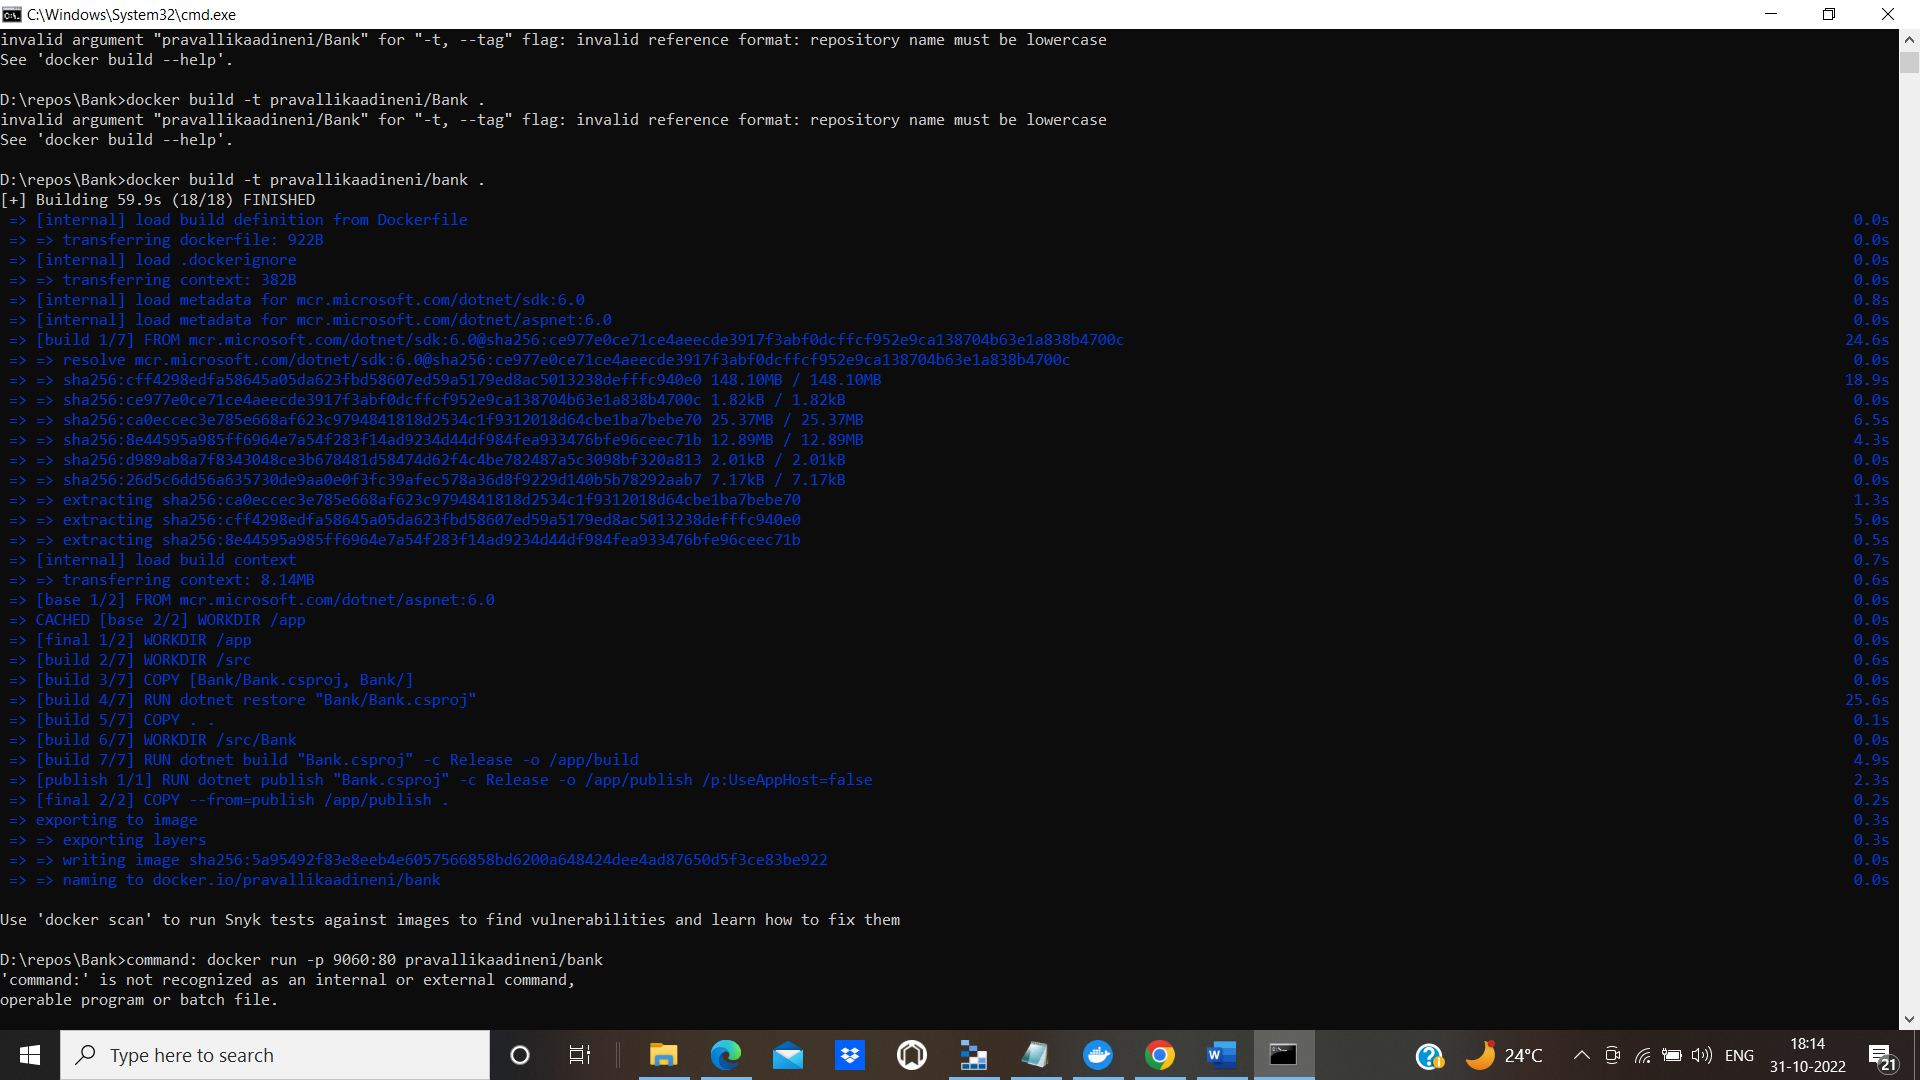 C:\Windows\System32\cmd.exe
invalid argument "pravallikaadineni/Bank" for "-t, --tag" flag: invalid reference format: repository name must be lowercase
See 'docker build --help'.
D:\repos\Bank>docker build -t pravallikaadineni/Bank .
invalid argument "pravallikaadineni/Bank" for "-t, --tag" flag: invalid reference format: repository name must be lowercase
See 'docker build --help'.
D:\repos\Bank>docker build -t pravallikaadineni/bank .
[+] Building 59.9s (18/18) FINISHED
=> [internal] load build definition from Dockerfile 0.0s
=> => transferring dockerfile: 922B 0.0s
=> [internal] load .dockerignore 0.0s
=> => transferring context: 382B 0.0s
=> [internal] load metadata for mcr.microsoft.com/dotnet/sdk:6.0 0.8s
=> [internal] load metadata for mcr.microsoft.com/dotnet/aspnet:6.0 0.0s
=> [build 1/7] FROM mcr.microsoft.com/dotnet/sdk:6.0@sha256:ce977e0ce71ce4aeecde3917f3abf0dcffcf952e9ca138704b63e1a838b4700c 24.6s
=> => resolve mcr.microsoft.com/dotnet/sdk:6.0@sha256:ce977e0ce71ce4aeecde3917f3abf0dcffcf952e9ca138704b63e1a838b4700c 0.0s
=> => sha256:cff4298edfa58645a05da623fbd58607ed59a5179ed8ac5013238defffc940e0 148.10MB / 148.10MB 18.9s
=> => sha256:ce977e0ce71ce4aeecde3917f3abf0dcffcf952e9ca138704b63e1a838b4700c 1.82kB / 1.82kB 0.0s
=> => sha256:ca0eccec3e785e668af623c9794841818d2534c1f9312018d64cbe1ba7bebe70 25.37MB / 25.37MB 6.5s
=> => sha256:8e44595a985ff6964e7a54f283f14ad9234d44df984fea933476bfe96ceec71b 12.89MB / 12.89MB 4.3s
=> => sha256:d989ab8a7f8343048ce3b678481d58474d62f4c4be782487a5c3098bf320a813 2.01kB / 2.01kB 0.0s
=> => sha256:26d5c6dd56a635730de9aa0e0f3fc39afec578a36d8f9229d140b5b78292aab7 7.17kB / 7.17kB 0.0s
=> => extracting sha256:ca0eccec3e785e668af623c9794841818d2534c1f9312018d64cbe1ba7bebe70 1.3s
=> => extracting sha256:cff4298edfa58645a05da623fbd58607ed59a5179ed8ac5013238defffc940e0 5.0s
=> => extracting sha256:8e44595a985ff6964e7a54f283f14ad9234d44df984fea933476bfe96ceec71b 0.5s
=> [internal] load build context 0.7s
=> => transferring context: 8.14MB 0.6s
=> [base 1/2] FROM mcr.microsoft.com/dotnet/aspnet:6.0 0.0s
=> CACHED [base 2/2] WORKDIR /app 0.0s
=> [final 1/2] WORKDIR /app 0.0s
=> [build 2/7] WORKDIR /src 0.6s
=> [build 3/7] COPY [Bank/Bank.csproj, Bank/] 0.0s
=> [build 4/7] RUN dotnet restore "Bank/Bank.csproj" 25.6s
=> [build 5/7] COPY . . 0.1s
=> [build 6/7] WORKDIR /src/Bank 0.0s
=> [build 7/7] RUN dotnet build "Bank.csproj" -c Release -o /app/build 4.9s
=> [publish 1/1] RUN dotnet publish "Bank.csproj" -c Release -o /app/publish /p:UseAppHost=false 2.3s
=> [final 2/2] COPY --from=publish /app/publish . 0.2s
=> exporting to image 0.3s
=> => exporting layers 0.3s
=> => writing image sha256:5a95492f83e8eeb4e6057566858bd6200a648424dee4ad87650d5f3ce83be922 0.0s
=> => naming to docker.io/pravallikaadineni/bank 0.0s
Use 'docker scan' to run Snyk tests against images to find vulnerabilities and learn how to fix them
D:\repos\Bank>command: docker run -p 9060:80 pravallikaadineni/bank
'command:' is not recognized as an internal or external command,
operable program or batch file.
Type here to search
24°C
ENG
18:14
31-10-2022
21